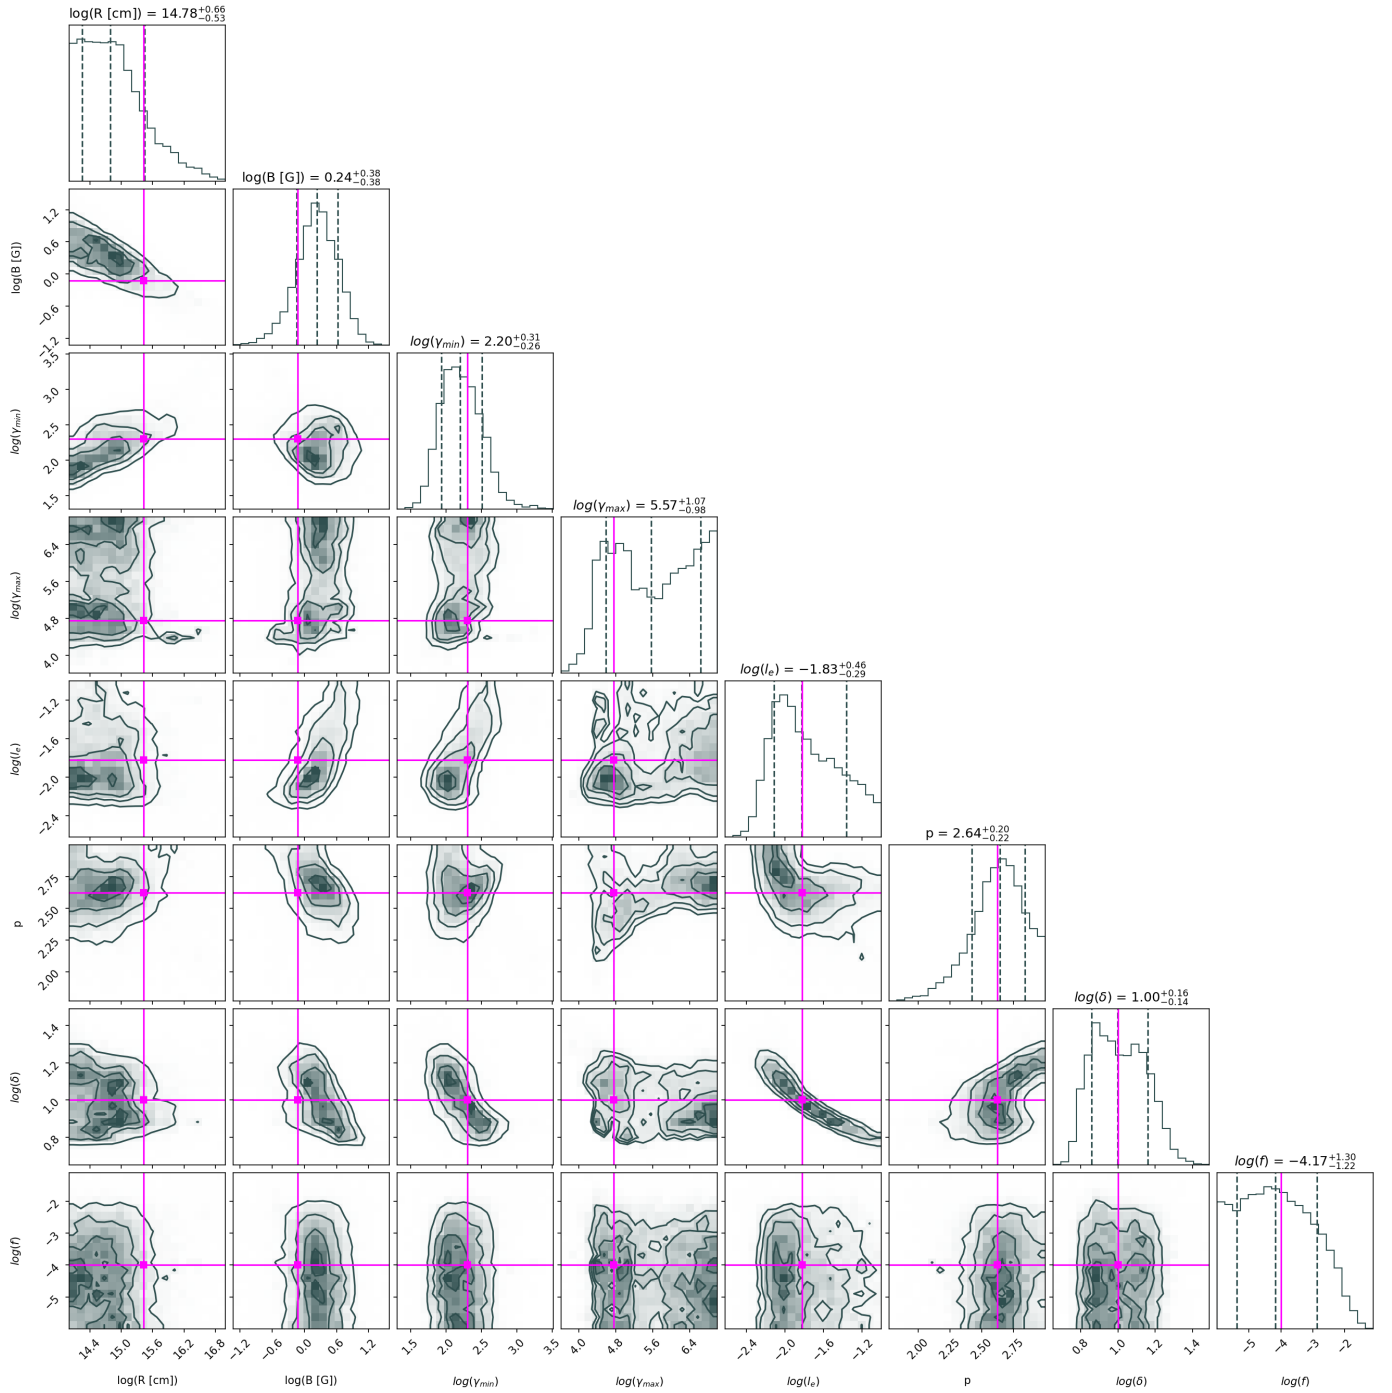 log(R [cm]) = 14.78+0.66−0.53
log(B [G]) = 0.24+0.38−0.38
1.2
0.6
0.0
−0.6
−1.2
log(B [G])
log(γmin) = 2.20+0.31−0.26
3.5
3.0
2.5
2.0
1.5
log(γmin)
log(γmax) = 5.57+1.07−0.98
6.4
5.6
4.8
4.0
log(γmax)
log(le) = −1.83+0.46−0.29
−1.2
−1.6
−2.0
−2.4
log(le)
p = 2.64+0.20−0.22
2.75
2.50
2.25
2.00
p
log(δ) = 1.00+0.16−0.14
1.4
1.2
1.0
0.8
log(δ)
log(f) = −4.17+1.30−1.22
−2
−3
−4
−5
log(f)
14.4 15.0 15.6 16.2 16.8 −1.2 −0.6 0.0 0.6 1.2 1.5 2.0 2.5 3.0 3.5 4.0 4.8 5.6 6.4 −2.4 −2.0 −1.6 −1.2 2.00 2.25 2.50 2.75 0.8 1.0 1.2 1.4 −5 −4 −3 −2
log(R [cm]) log(B [G]) log(γmin) log(γmax) log(le) p log(δ) log(f)